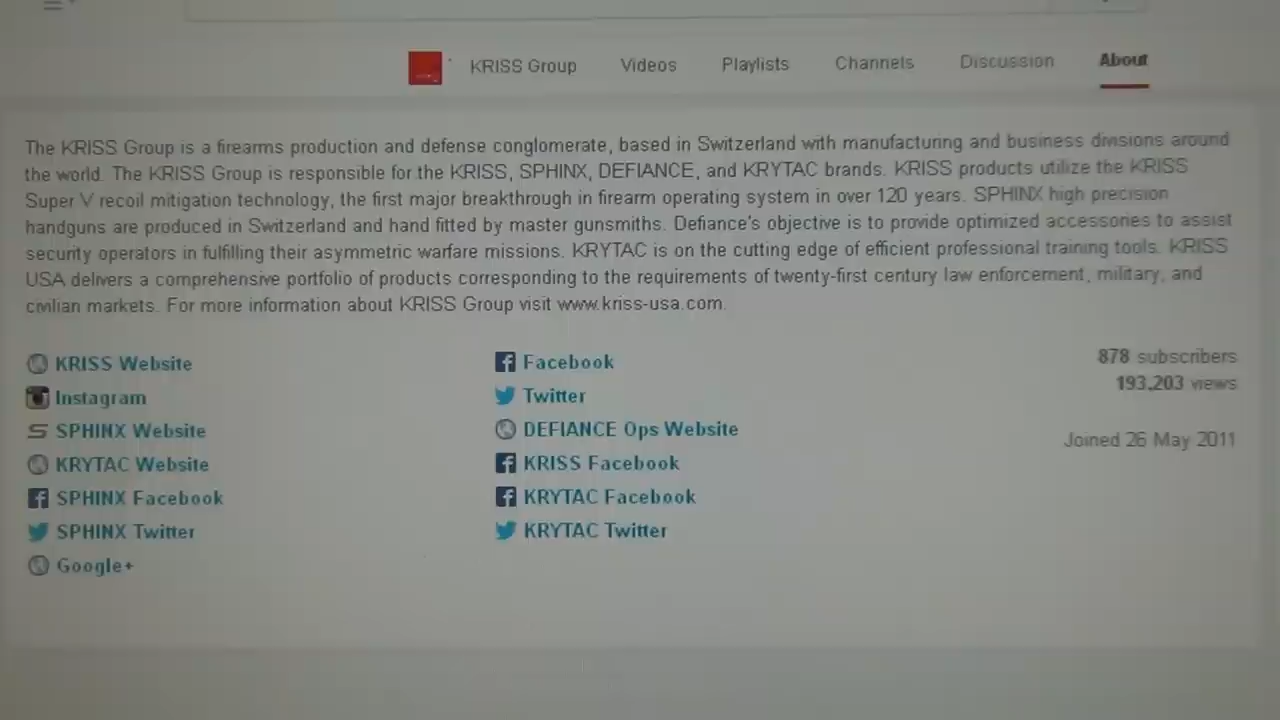 KRISS Group Videos Playlists Channels Discussion About
The KRISS Group is a firearms production and defense conglomerate, based in Switzerland with manufacturing and business divisions around
the world. The KRISS Group is responsible for the KRISS, SPHINX, DEFIANCE, and KRYTAC brands. KRISS products utilize the KRISS
Super V recoil mitigation technology, the first major breakthrough in firearm operating system in over 120 years. SPHINX high precision
handguns are produced in Switzerland and hand fitted by master gunsmiths. Defiance's objective is to provide optimized accessories to assist
security operators in fulfilling their asymmetric warfare missions. KRYTAC is on the cutting edge of efficient professional training tools. KRISS
USA delivers a comprehensive portfolio of products corresponding to the requirements of twenty-first century law enforcement, military, and
civilian markets. For more information about KRISS Group visit www.kriss-usa.com.
KRISS Website
Instagram
SPHINX Website
KRYTAC Website
SPHINX Facebook
SPHINX Twitter
Google+
Facebook
Twitter
DEFIANCE Ops Website
KRISS Facebook
KRYTAC Facebook
KRYTAC Twitter
878 subscribers
193,203 views
Joined 26 May 2011